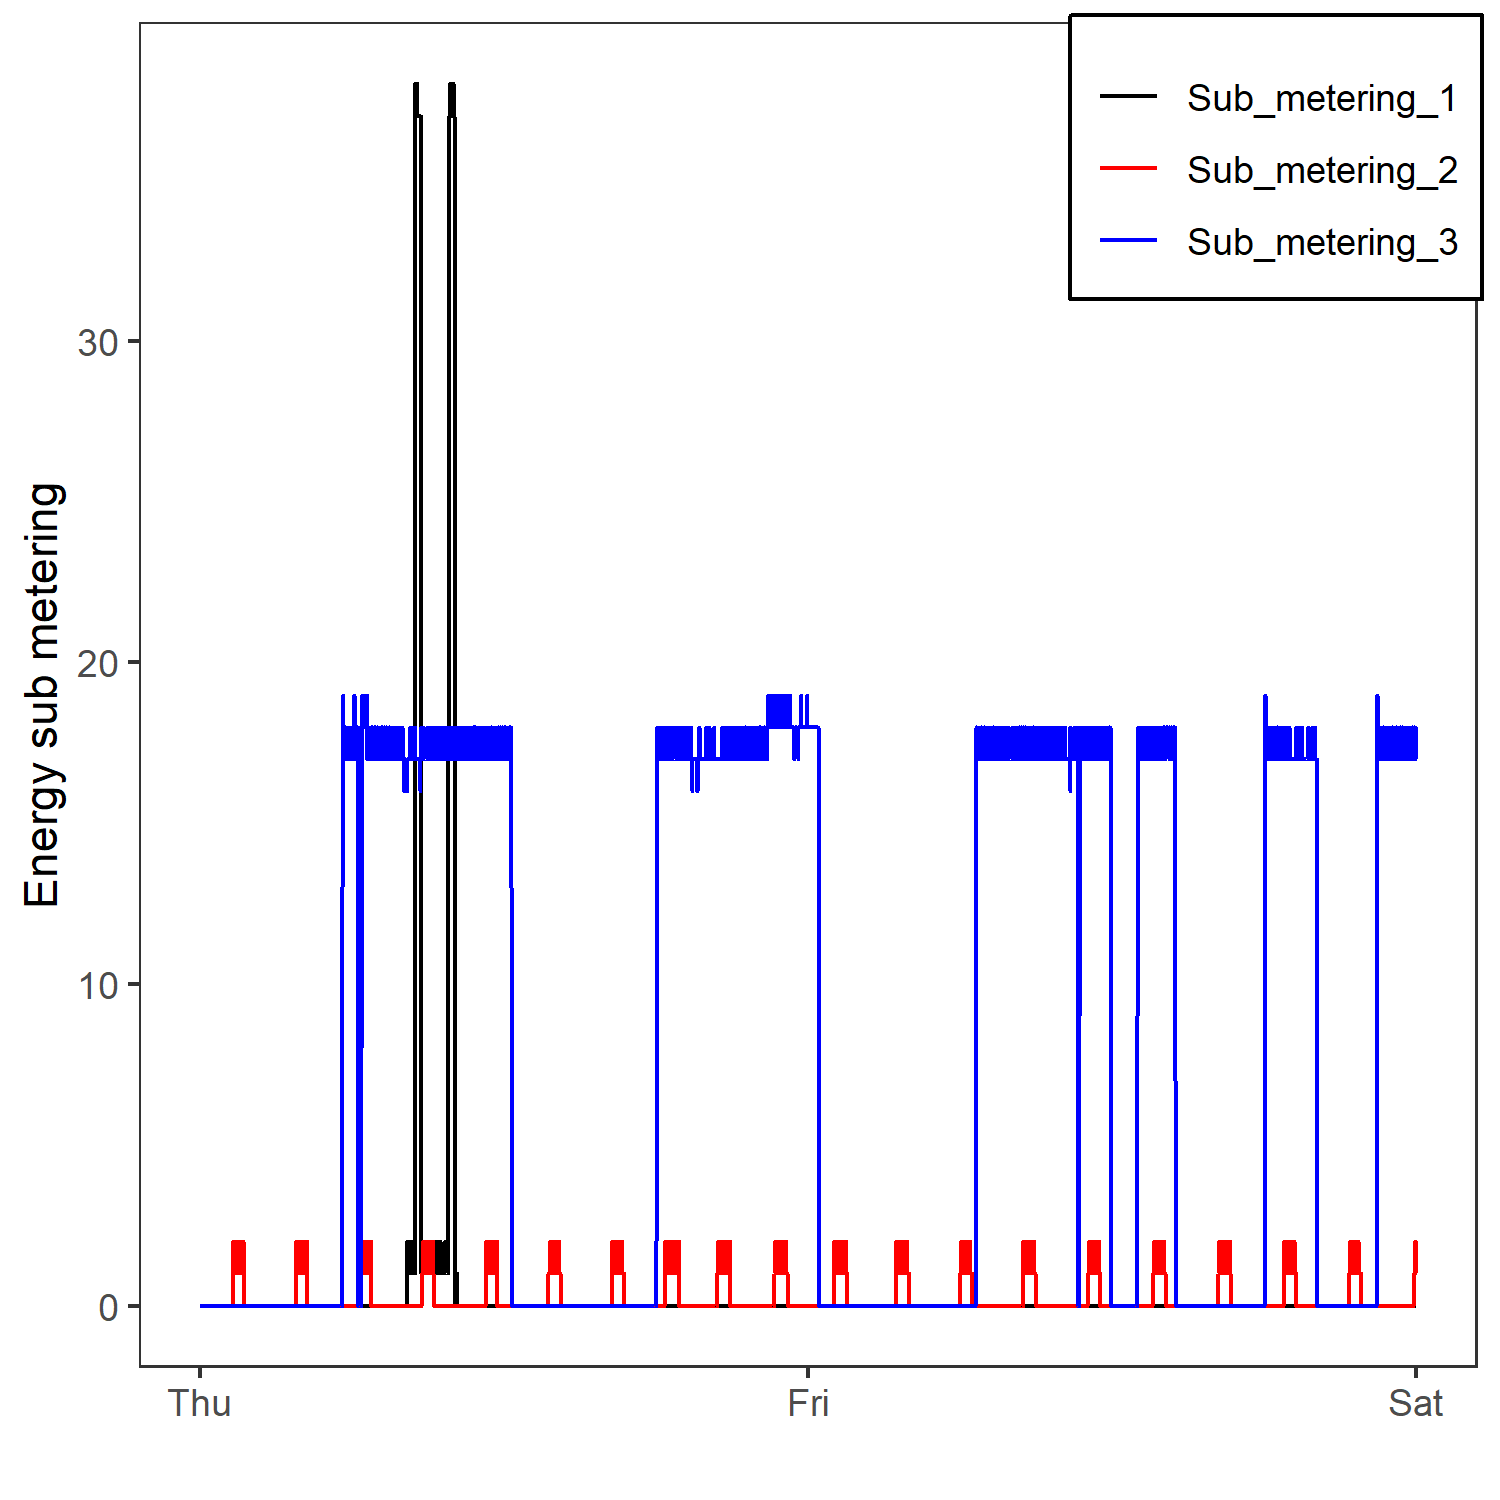 Sub_metering_1
Sub_metering_2
Sub_metering_3
Energy sub metering
30
20
10
0
Thu Fri Sat